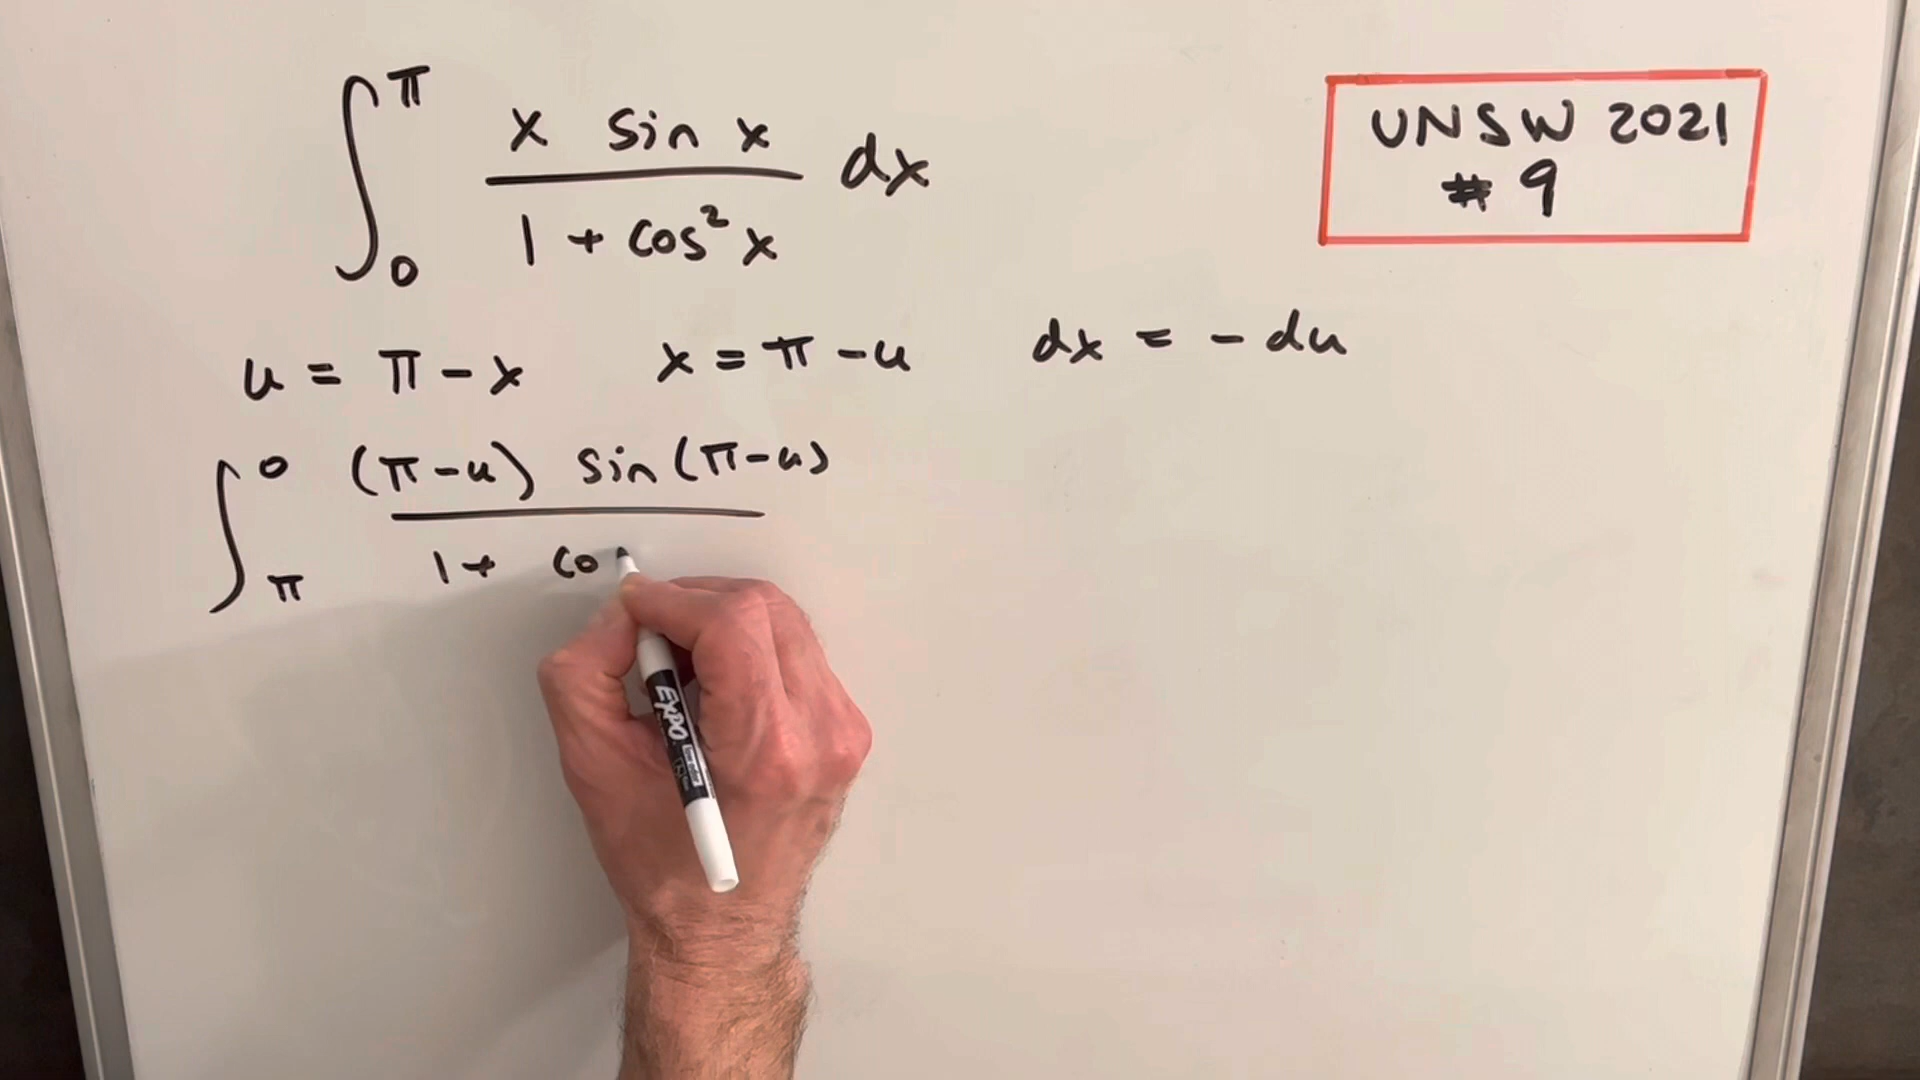 ∫₀^π (x sin x)/(1 + cos²x) dx
UNSW 2021
# 9
u = π - x    x = π - u    dx = - du
∫_π^0 (π-u) sin(π-u)
1 + co
EXPO